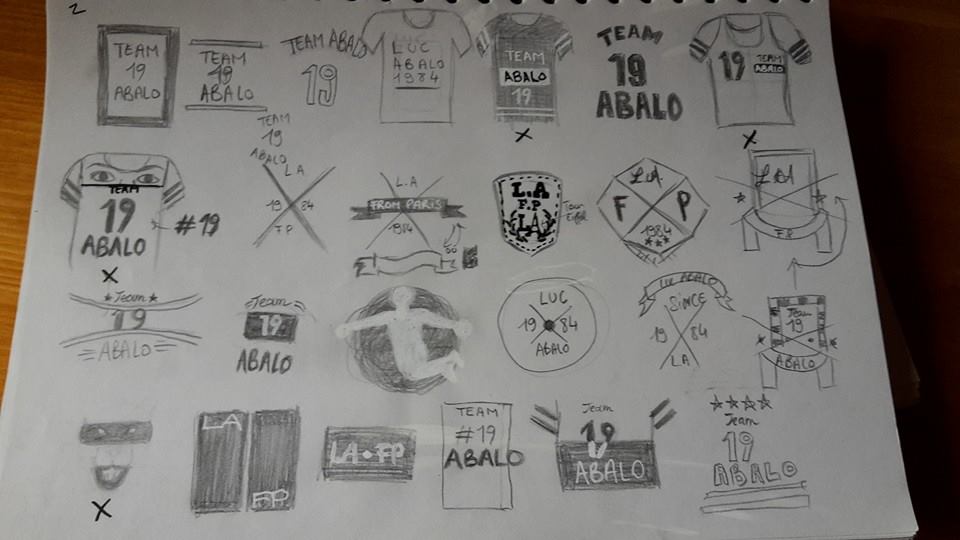 2
TEAM
19
ABALO
TEAM
19
ABALO
TEAM ABALO
19
LUC
ABALO
1984
TEAM
ABALO
19
TEAM
19
ABALO
19
TEAM
ABALO
TEAM
19
ABALO
TEAM
19
ABALO
#19
L A
19 84
F P
L.A
FROM PARIS
1984
L.A
F.P
LA
Tour
Eiffel
L.A
F P
1984
LA
F.P
Team
19
ABALO
Team
19
ABALO
LUC
19 84
ABALO
LUC ABALO
SINCE
19 84
LA
Team
19
ABALO
LA
FP
LA•FP
TEAM
#19
ABALO
Team
19
ABALO
Team
19
ABALO